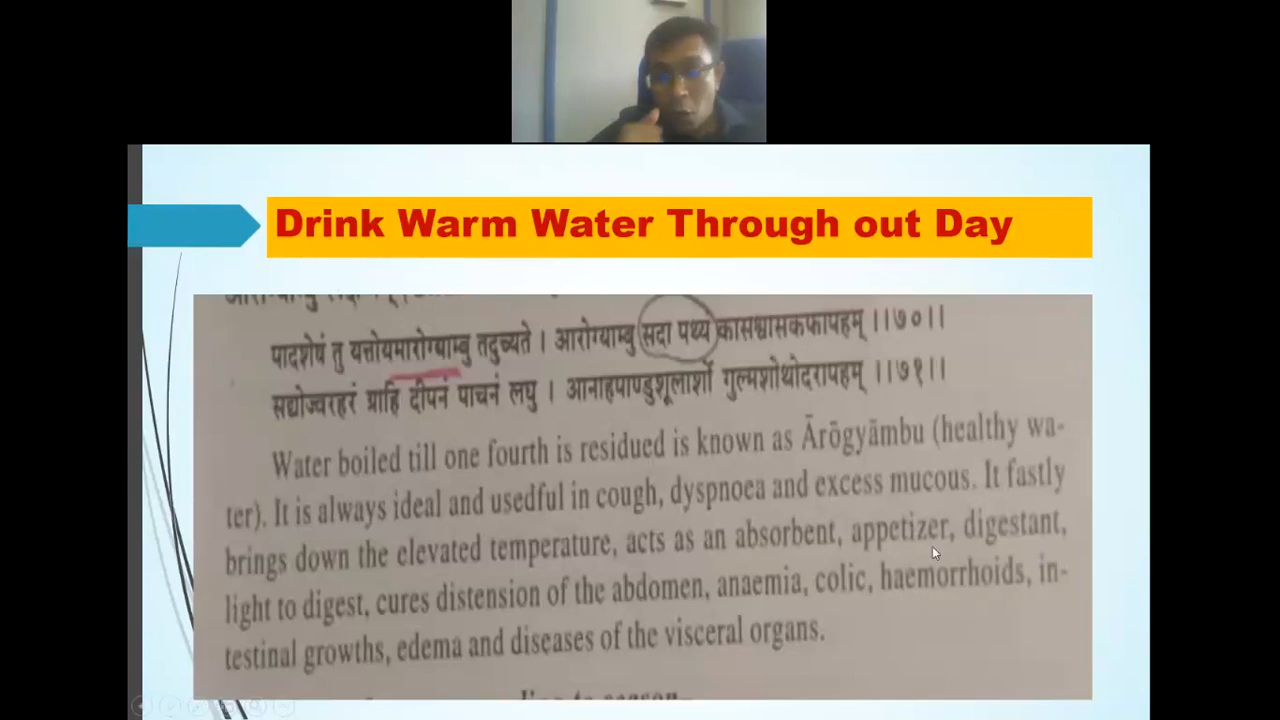 Drink Warm Water Through out Day
पादशेषं तु यत्तोयमारोग्याम्बु तदुच्यते । आरोग्याम्बु सदा पथ्य कासश्वासकफापहम् ।।७०।।
सद्योज्वरहरं ग्राहि दीपनं पाचनं लघु । आनाहपाण्डुशूलार्शो गुल्मशोथोदरापहम् ।।७१।।
Water boiled till one fourth is residued is known as Ārōgyāmbu (healthy wa-
ter). It is always ideal and usedful in cough, dyspnoea and excess mucous. It fastly
brings down the elevated temperature, acts as an absorbent, appetizer, digestant,
light to digest, cures distension of the abdomen, anaemia, colic, haemorrhoids, in-
testinal growths, edema and diseases of the visceral organs.